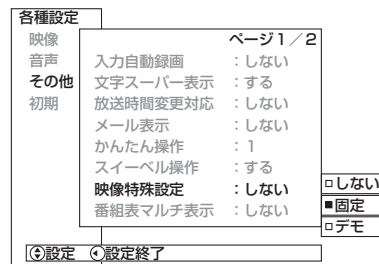 各種設定
映像
音声
その他
初期
ページ1／2
入力自動録画　：しない
文字スーパー表示　：する
放送時間変更対応　：しない
メール表示　：しない
かんたん操作　：1
スイーベル操作　：する
映像特殊設定　：しない
番組表マルチ表示　：しない
□しない
■固定
□デモ
設定　設定終了